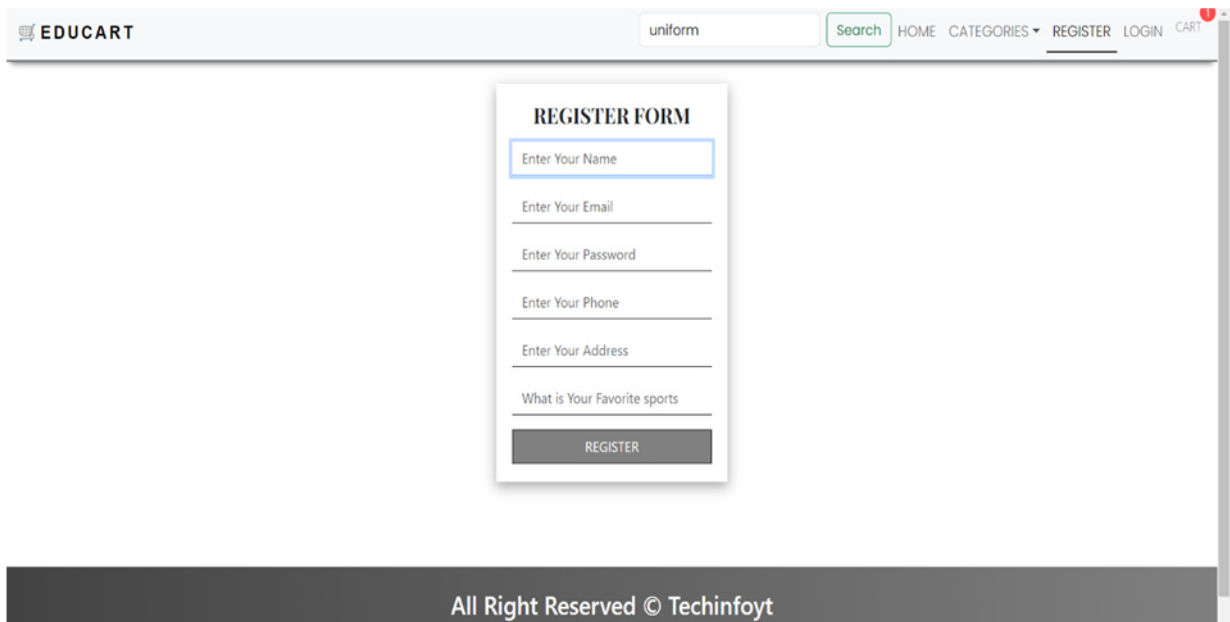 EDUCART
uniform Search HOME CATEGORIES REGISTER LOGIN CART 1
REGISTER FORM
Enter Your Name
Enter Your Email
Enter Your Password
Enter Your Phone
Enter Your Address
What is Your Favorite sports
REGISTER
All Right Reserved © Techinfoyt